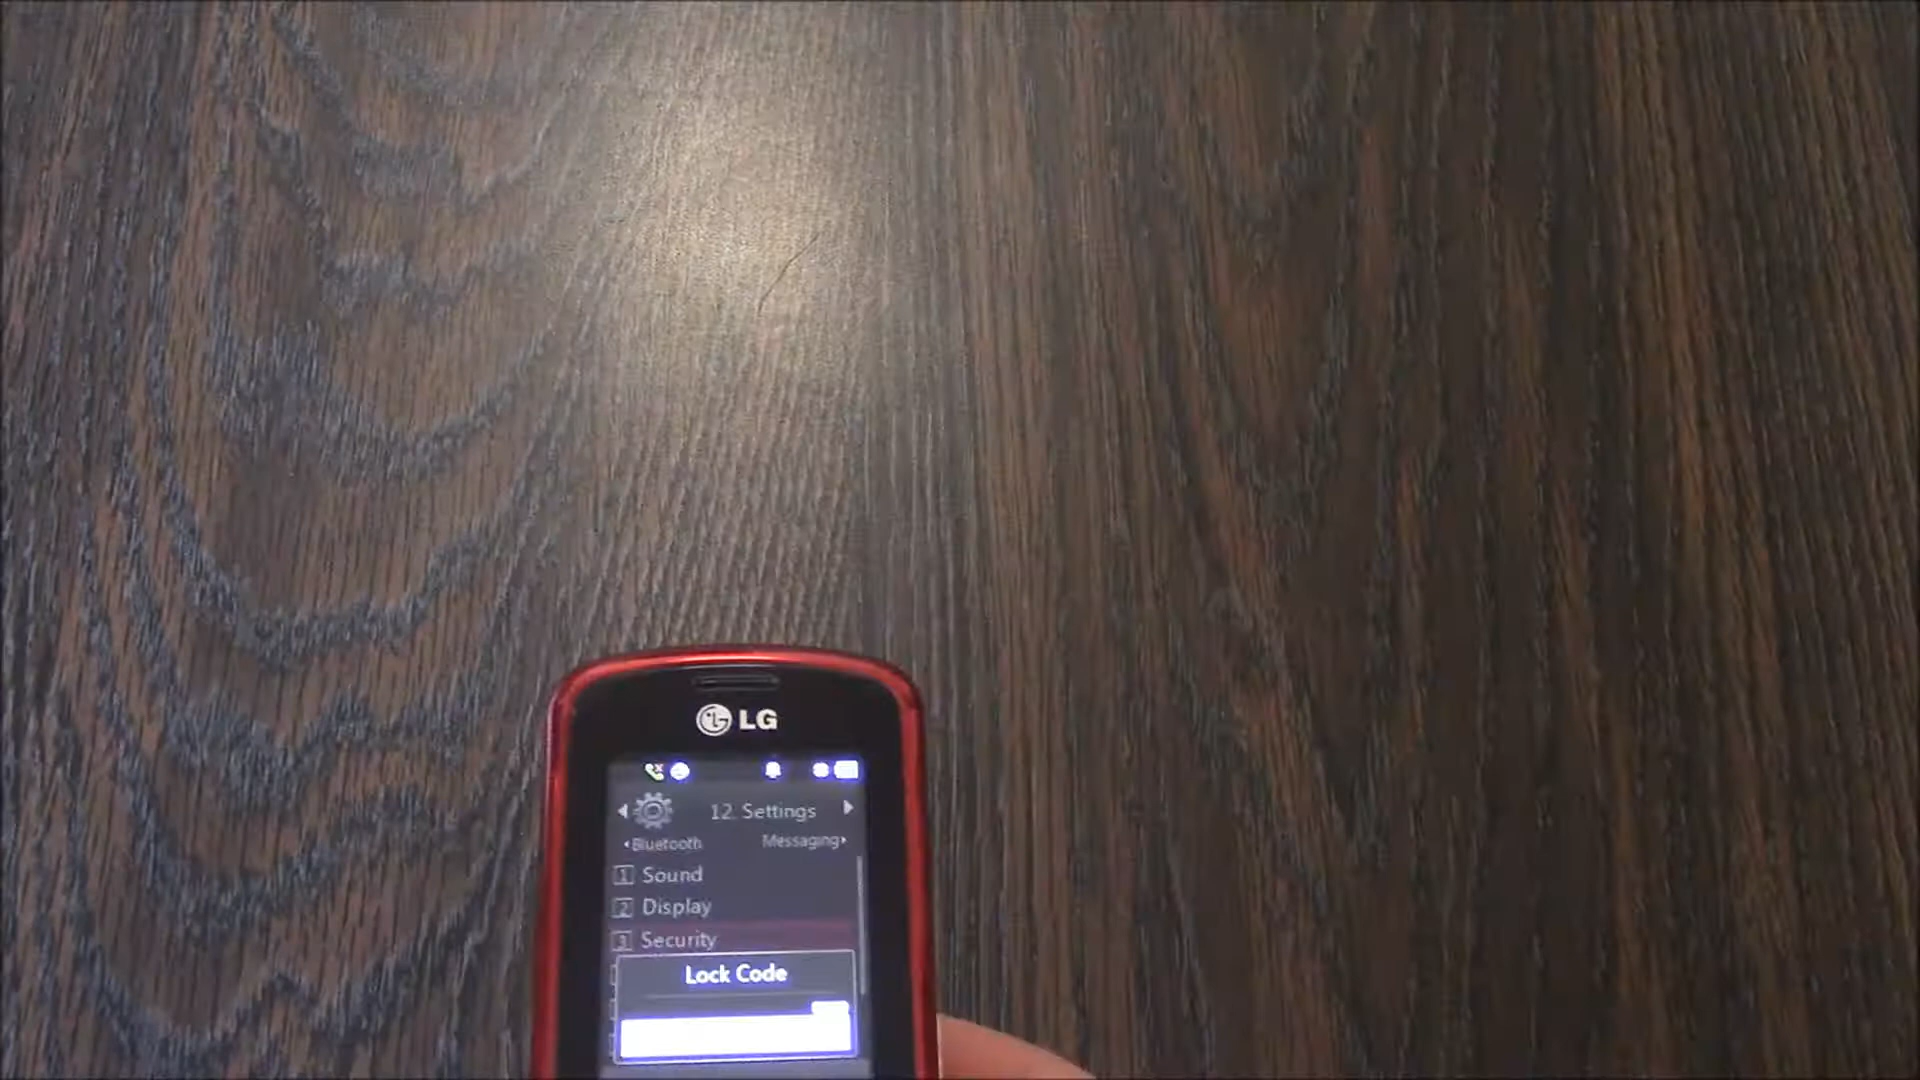 LG
12. Settings
Bluetooth Messaging
1 Sound
2 Display
3 Security
Lock Code